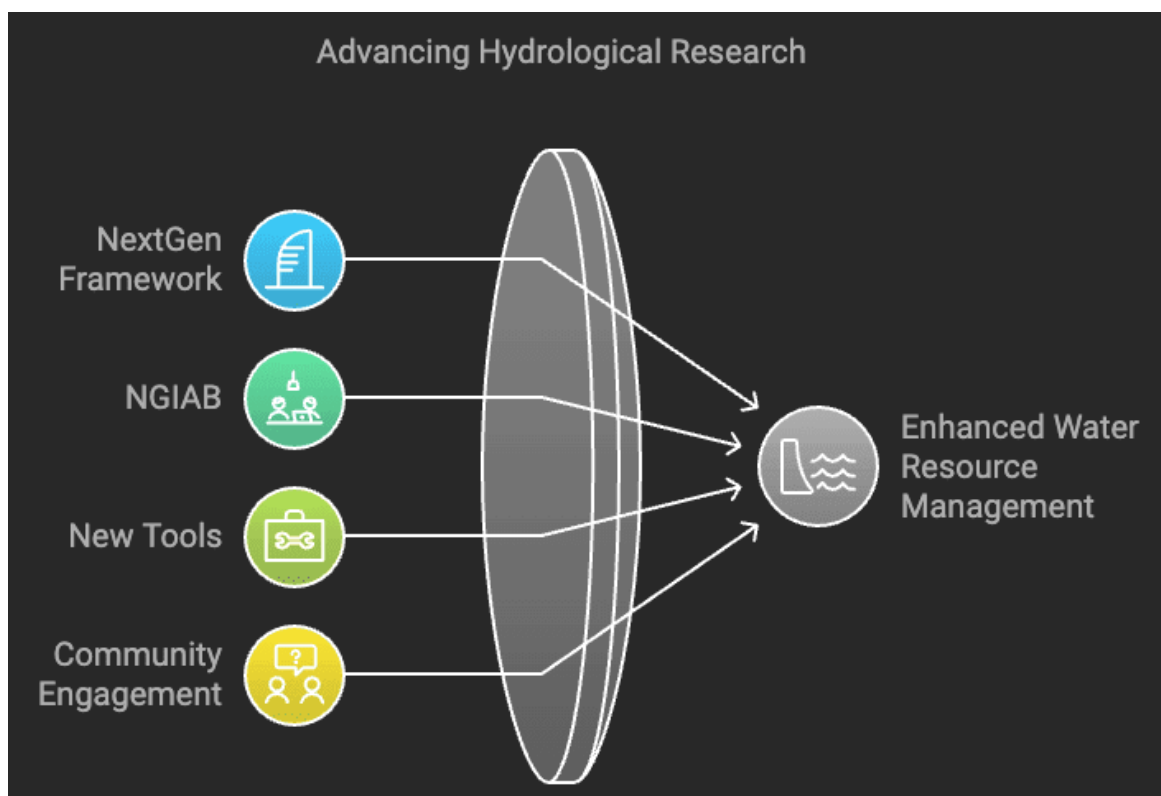 Advancing Hydrological Research
NextGen
Framework
NGIAB
New Tools
Community
Engagement
?
Enhanced Water
Resource
Management